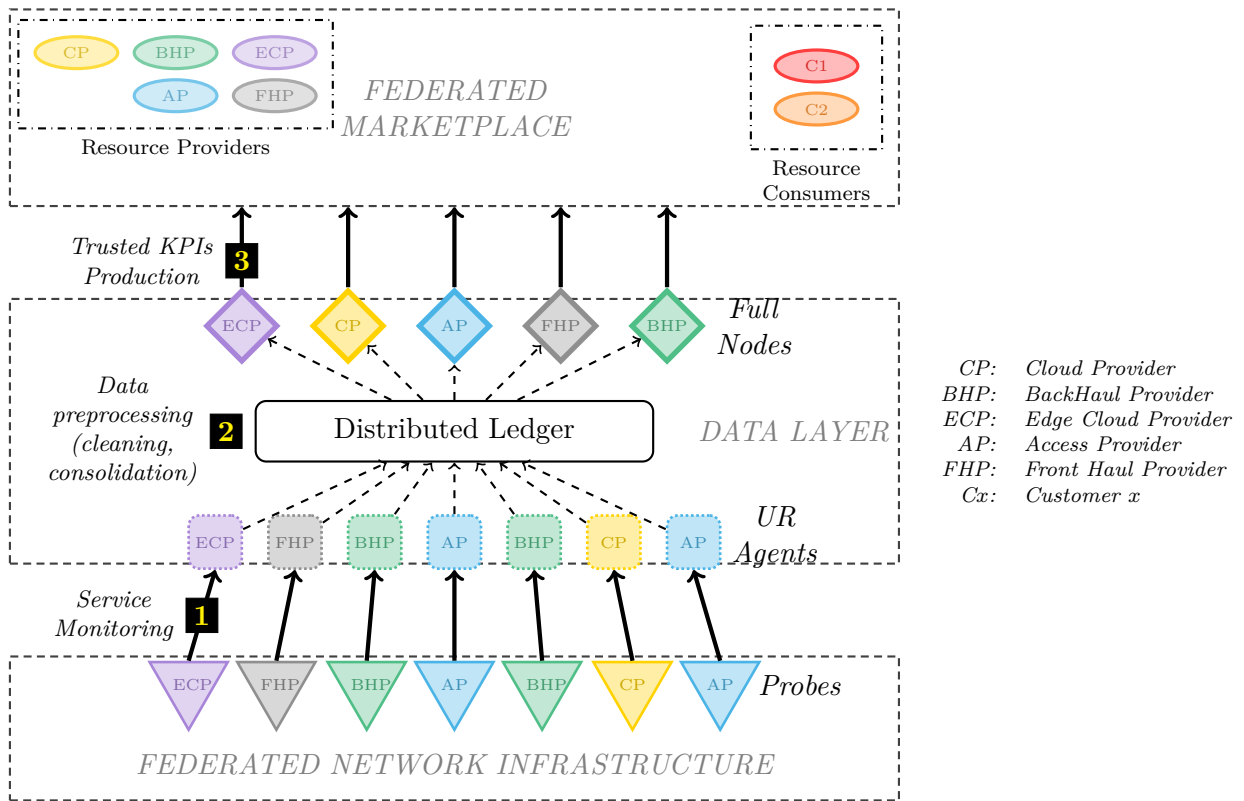 CP BHP ECP
AP FHP
Resource Providers
FEDERATED
MARKETPLACE
C1
C2
Resource
Consumers
Trusted KPIs
Production
3
ECP CP AP FHP BHP
Full
Nodes
Data
preprocessing
(cleaning,
consolidation)
2
Distributed Ledger
DATA LAYER
ECP FHP BHP AP BHP CP AP
UR
Agents
Service
Monitoring
1
ECP FHP BHP AP BHP CP AP
Probes
FEDERATED NETWORK INFRASTRUCTURE
CP: Cloud Provider
BHP: BackHaul Provider
ECP: Edge Cloud Provider
AP: Access Provider
FHP: Front Haul Provider
Cx: Customer x